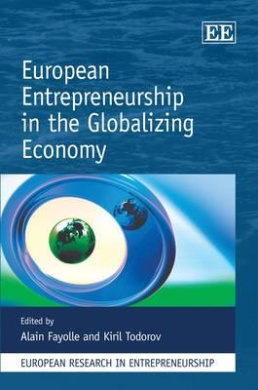 EE
European
Entrepreneurship
in the Globalizing
Economy
Edited by
Alain Fayolle and Kiril Todorov
EUROPEAN RESEARCH IN ENTREPRENEURSHIP